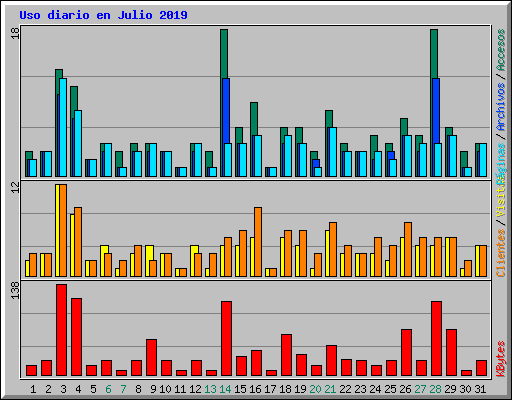 Uso diario en Julio 2019
18
12
138
Clientes / Visitas
Páginas / Archivos / Accesos
KBytes
1 2 3 4 5 6 7 8 9 10 11 12 13 14 15 16 17 18 19 20 21 22 23 24 25 26 27 28 29 30 31